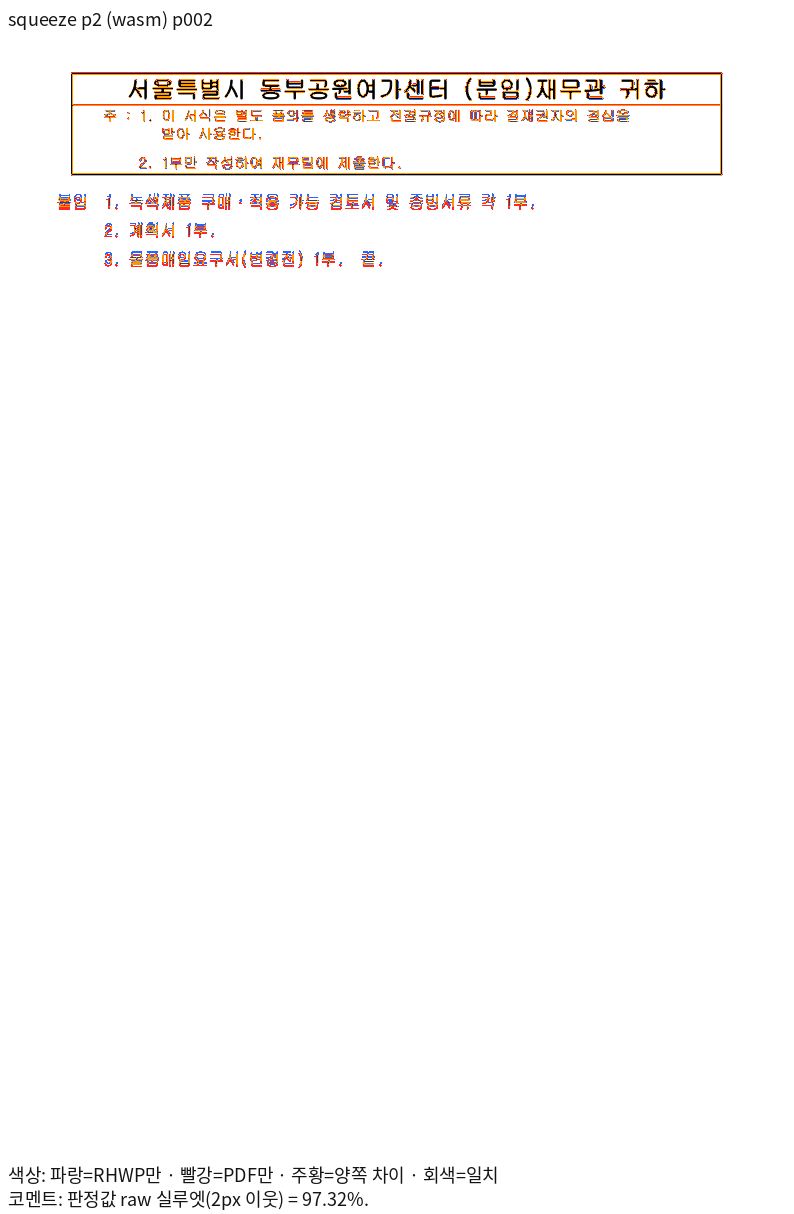 squeeze p2 (wasm) p002
서울특별시 동부공원여가센터 (분임)재무관 귀하
주 : 1. 이 서식은 별도 품의를 생략하고 전결규정에 따라 결재권자의 결심을
받아 사용한다.
2. 1부만 작성하여 재무팀에 제출한다.
붙임 1. 녹색제품 구매·적용 가능 검토서 및 증빙서류 각 1부.
2. 계획서 1부.
3. 물품매입요구서(변경전) 1부. 끝.
색상: 파랑=RHWP만 · 빨강=PDF만 · 주황=양쪽 차이 · 회색=일치
코멘트: 판정값 raw 실루엣(2px 이웃) = 97.32%.